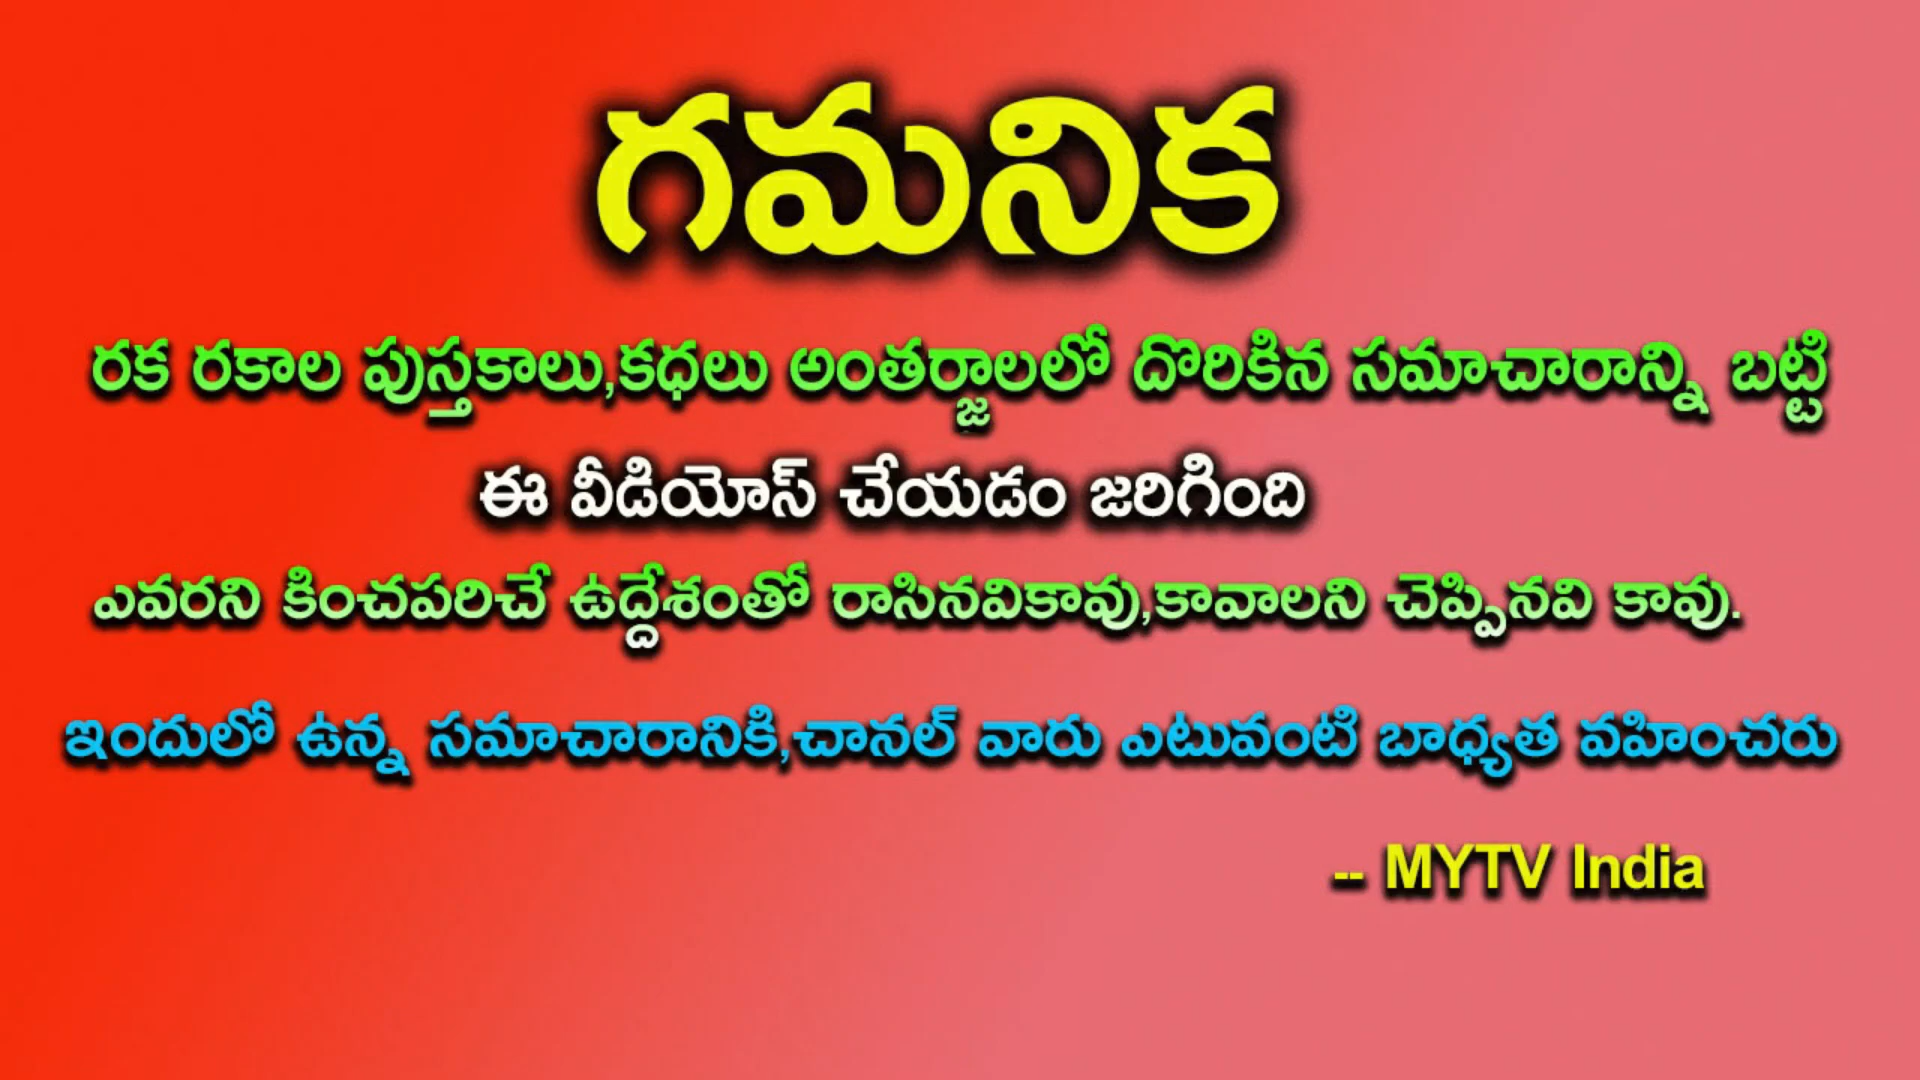 గమనిక
రక రకాల పుస్తకాలు,కధలు అంతర్జాలలో దొరికిన సమాచారాన్ని బట్టి
ఈ వీడియోస్ చేయడం జరిగింది
ఎవరని కించపరిచే ఉద్దేశంతో రాసినవికావు,కావాలని చెప్పినవి కావు.
ఇందులో ఉన్న సమాచారానికి,చానల్ వారు ఎటువంటి బాధ్యత వహించరు
-- MYTV India